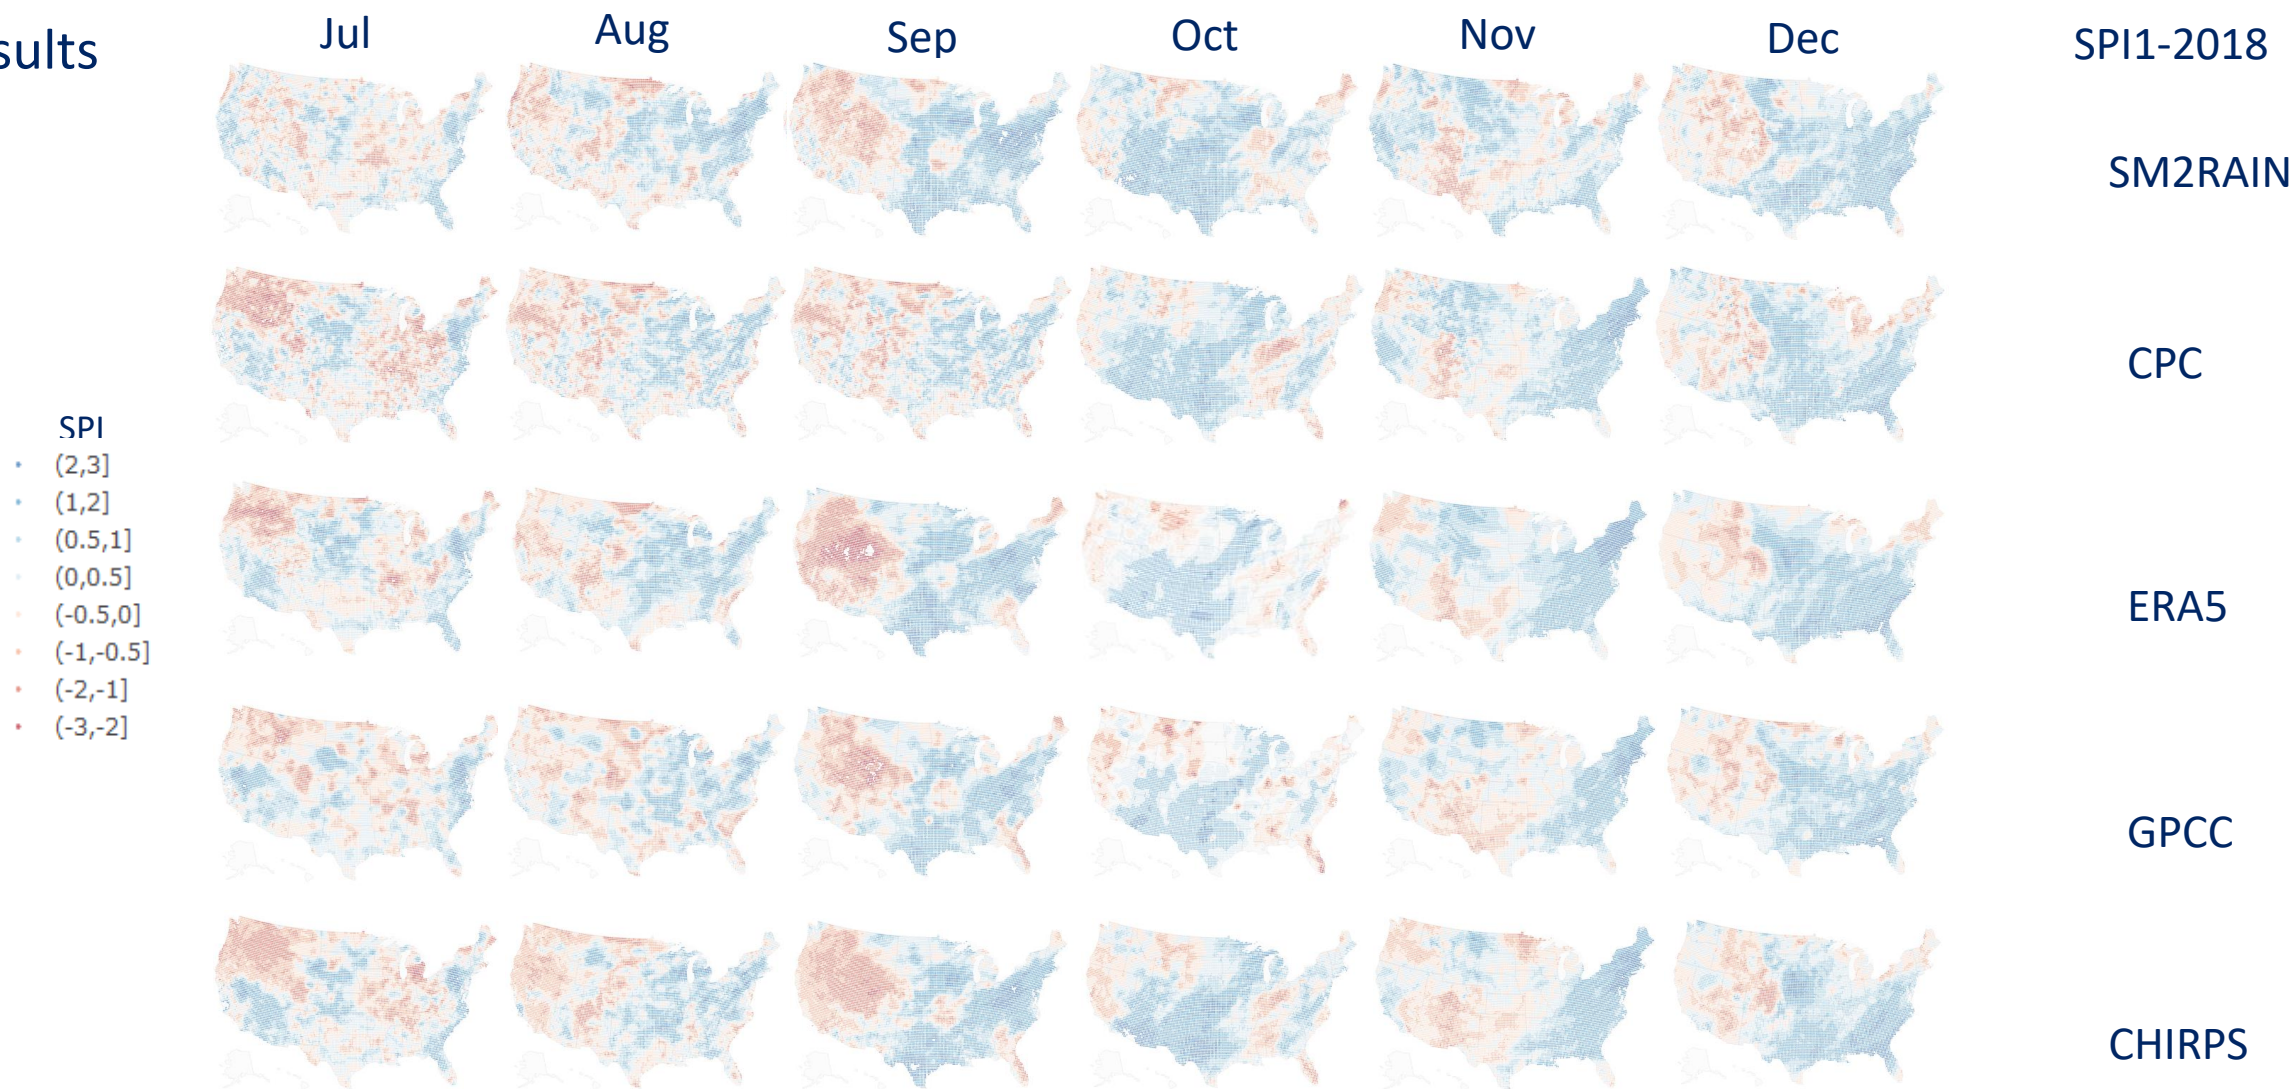 sults
Jul
Aug
Sep
Oct
Nov
Dec
SPI1-2018
SM2RAIN
CPC
SPI
(2,3]
(1,2]
(0.5,1]
(0,0.5]
(-0.5,0]
(-1,-0.5]
(-2,-1]
(-3,-2]
ERA5
GPCC
CHIRPS